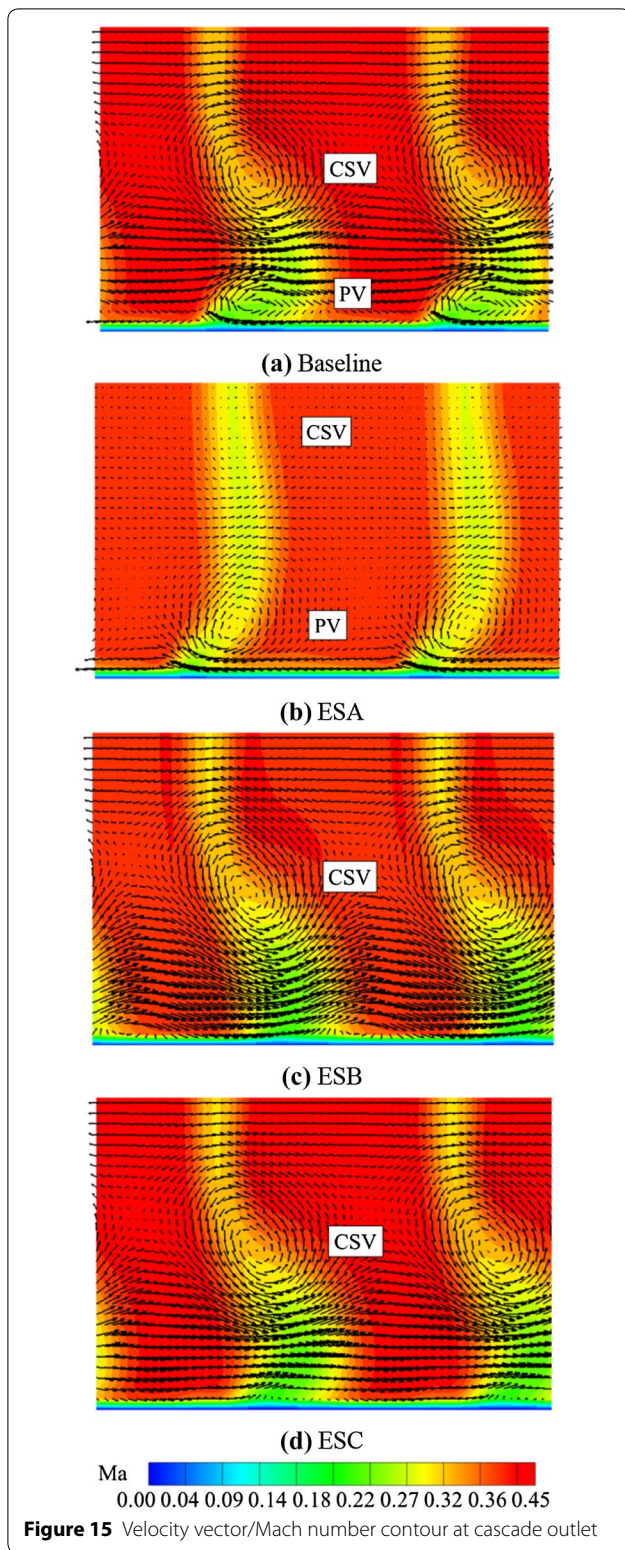 CSV
PV
(a) Baseline
CSV
PV
(b) ESA
CSV
(c) ESB
CSV
(d) ESC
Ma
0.00 0.04 0.09 0.14 0.18 0.22 0.27 0.32 0.36 0.45
Figure 15 Velocity vector/Mach number contour at cascade outlet